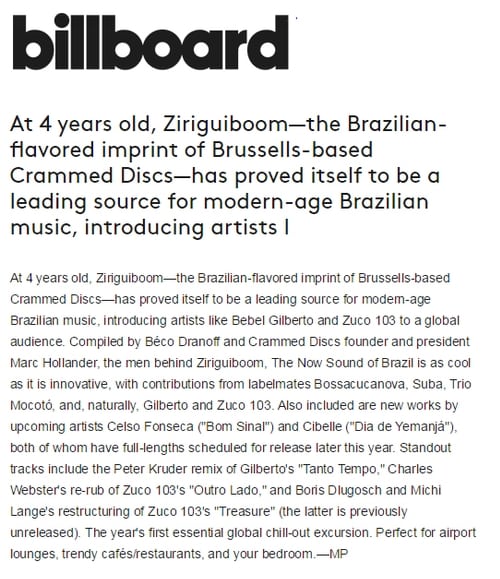 billboard
At 4 years old, Ziriguiboom—the Brazilian-
flavored imprint of Brussells-based
Crammed Discs—has proved itself to be a
leading source for modern-age Brazilian
music, introducing artists l
At 4 years old, Ziriguiboom—the Brazilian-flavored imprint of Brussells-based
Crammed Discs—has proved itself to be a leading source for modern-age
Brazilian music, introducing artists like Bebel Gilberto and Zuco 103 to a global
audience. Compiled by Béco Dranoff and Crammed Discs founder and president
Marc Hollander, the men behind Ziriguiboom, The Now Sound of Brazil is as cool
as it is innovative, with contributions from labelmates Bossacucanova, Suba, Trio
Mocotó, and, naturally, Gilberto and Zuco 103. Also included are new works by
upcoming artists Celso Fonseca ("Bom Sinal") and Cibelle ("Dia de Yemanjá"),
both of whom have full-lengths scheduled for release later this year. Standout
tracks include the Peter Kruder remix of Gilberto's "Tanto Tempo," Charles
Webster's re-rub of Zuco 103's "Outro Lado," and Boris Dlugosch and Michi
Lange's restructuring of Zuco 103's "Treasure" (the latter is previously
unreleased). The year's first essential global chill-out excursion. Perfect for airport
lounges, trendy cafés/restaurants, and your bedroom.—MP